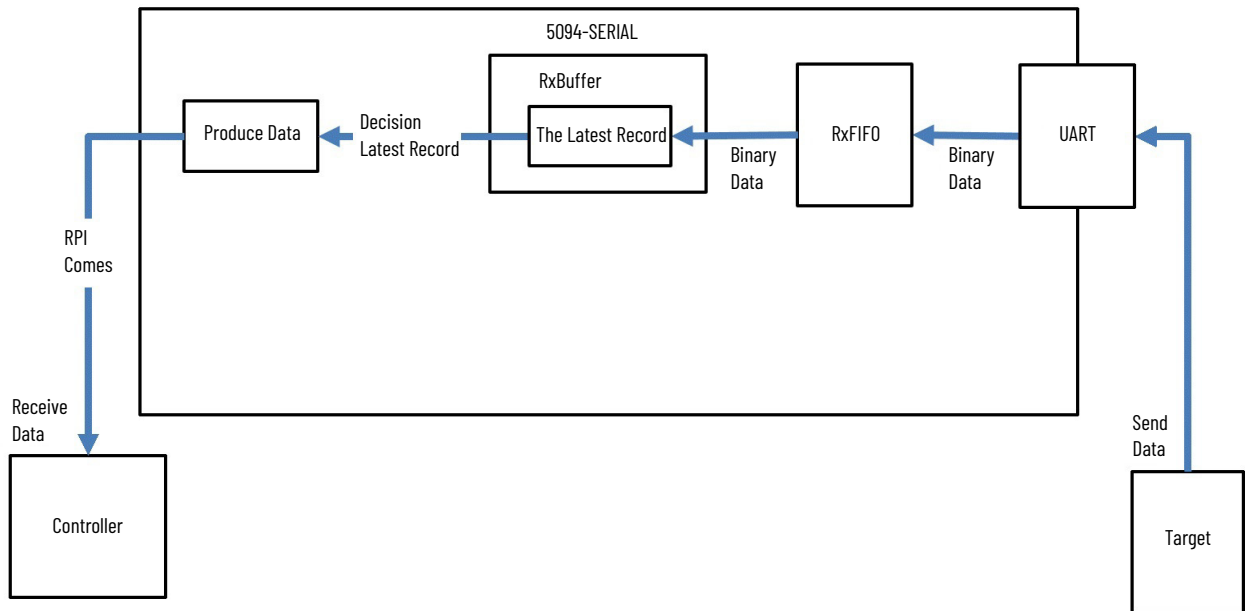 5094-SERIAL
RxBuffer
Produce Data
Decision
Latest Record
The Latest Record
Binary
Data
RxFIFO
Binary
Data
UART
RPI
Comes
Receive
Data
Controller
Send
Data
Target